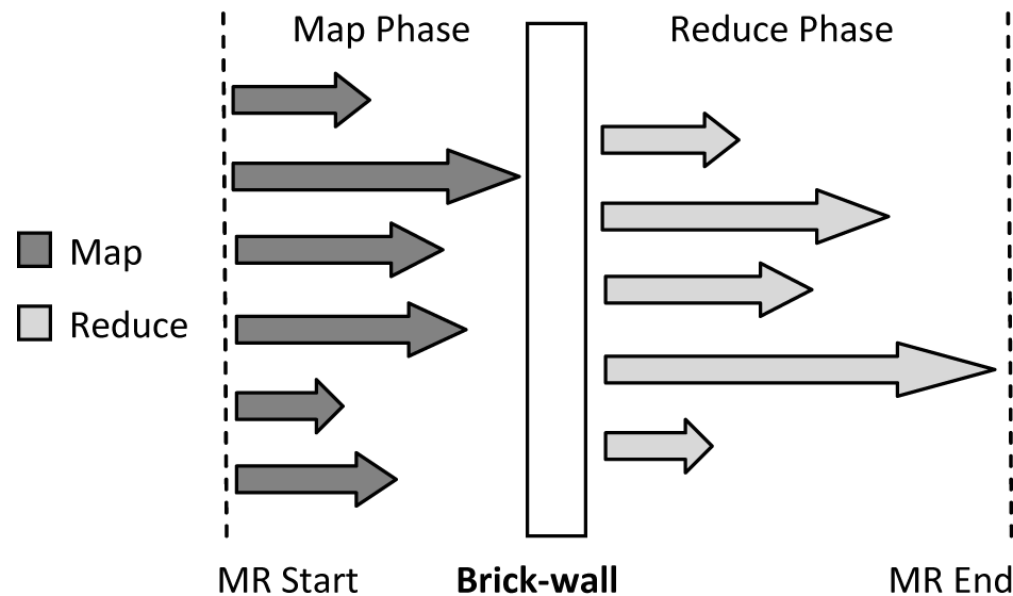 Map Phase
Reduce Phase
Map
Reduce
MR Start
Brick-wall
MR End